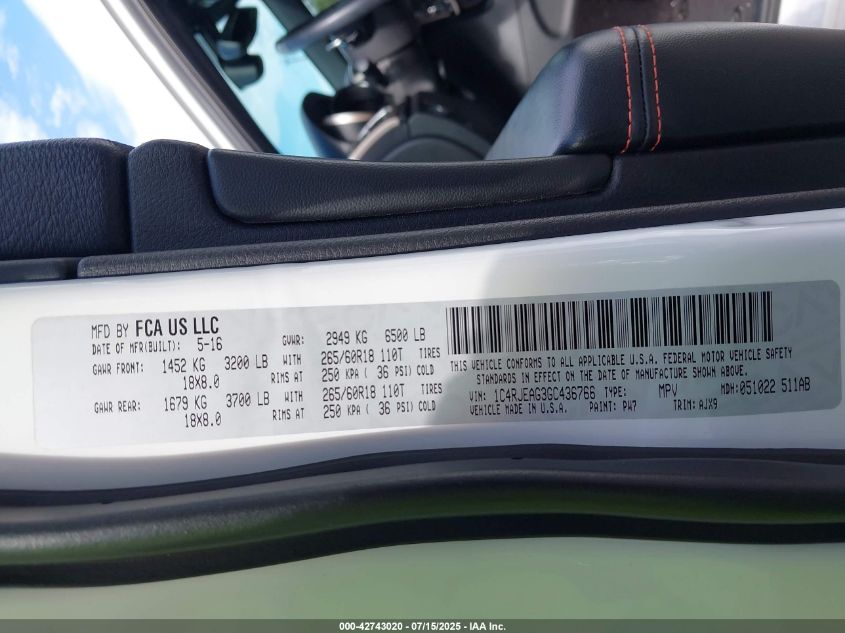 MFD BY FCA US LLC
DATE OF MFR(BUILT): 5-16 GVWR: 2949 KG 6500 LB
GAWR FRONT: 1452 KG 3200 LB WITH 265/60R18 110T TIRES
18X8.0 RIMS AT 250 KPA ( 36 PSI) COLD
GAWR REAR: 1679 KG 3700 LB WITH 265/60R18 110T TIRES
18X8.0 RIMS AT 250 KPA ( 36 PSI) COLD
THIS VEHICLE CONFORMS TO ALL APPLICABLE U.S.A. FEDERAL MOTOR VEHICLE SAFETY
STANDARDS IN EFFECT ON THE DATE OF MANUFACTURE SHOWN ABOVE.
VIN: 1C4RJEAG3GC436766 TYPE: MPV MDH: 051022 511AB
VEHICLE MADE IN U.S.A. PAINT: PW7 TRIM: AJX9
000-42743020 - 07/15/2025 - IAA Inc.